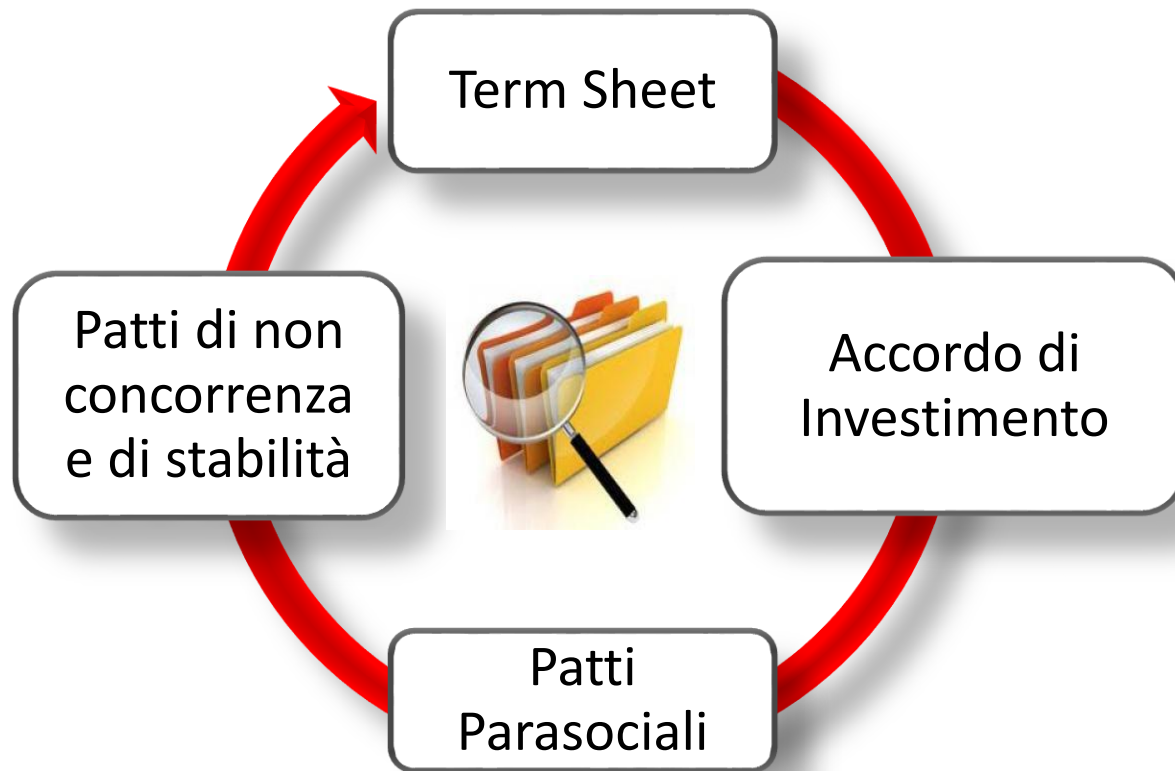 Term Sheet
Accordo di
Investimento
Patti
Parasociali
Patti di non
concorrenza
e di stabilità